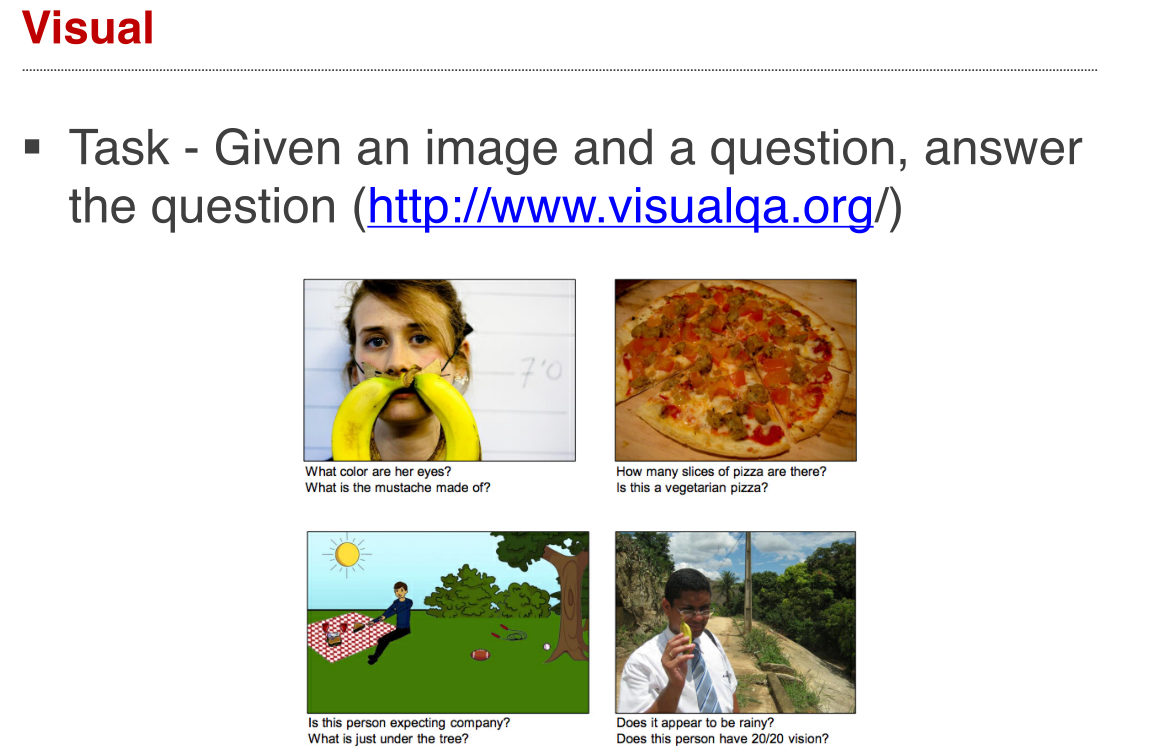 Visual
▪ Task - Given an image and a question, answer
the question (http://www.visualqa.org/)
7'0
What color are her eyes?
What is the mustache made of?
How many slices of pizza are there?
Is this a vegetarian pizza?
Is this person expecting company?
What is just under the tree?
Does it appear to be rainy?
Does this person have 20/20 vision?